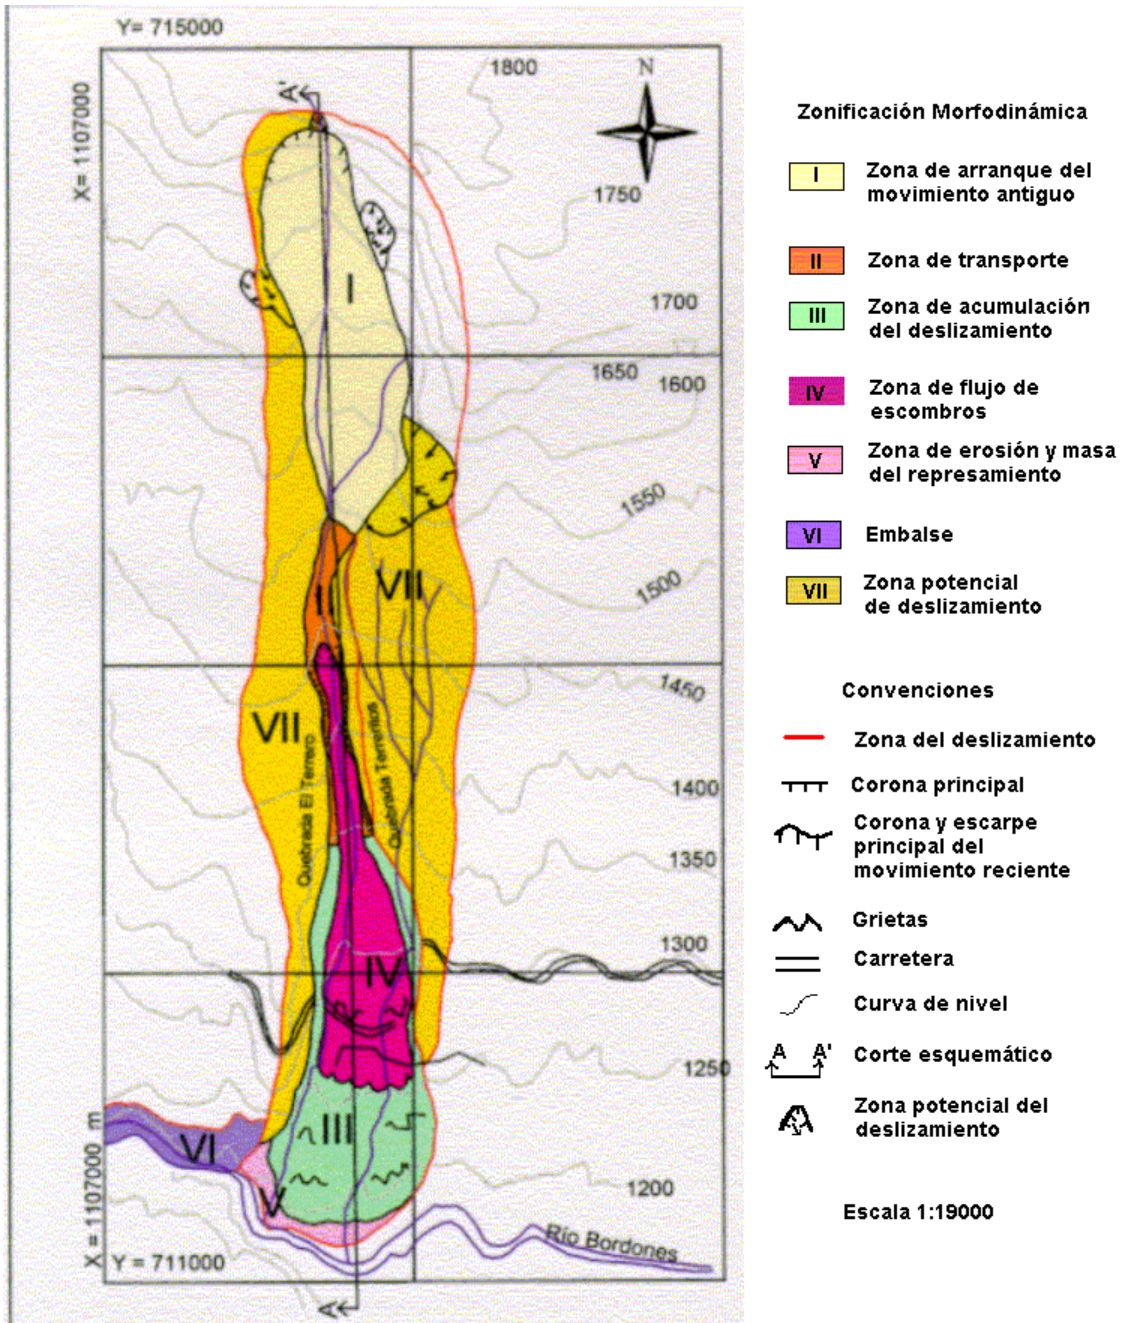 Y= 715000
X= 1107000
A'
1800
N
1750
I
1700
1650
1600
1550
1500
II
VII
1450
VII
Quebrada El Terrero
Quebrada Terreritos
1400
1350
1300
IV
1250
III
VI
V
1200
Río Bordones
X = 1107000 m
Y = 711000
A
Zonificación Morfodinámica
I
Zona de arranque del
movimiento antiguo
II
Zona de transporte
III
Zona de acumulación
del deslizamiento
IV
Zona de flujo de
escombros
V
Zona de erosión y masa
del represamiento
VI
Embalse
VII
Zona potencial
de deslizamiento
Convenciones
Zona del deslizamiento
Corona principal
Corona y escarpe
principal del
movimiento reciente
Grietas
Carretera
Curva de nivel
A A'
Corte esquemático
Zona potencial del
deslizamiento
Escala 1:19000